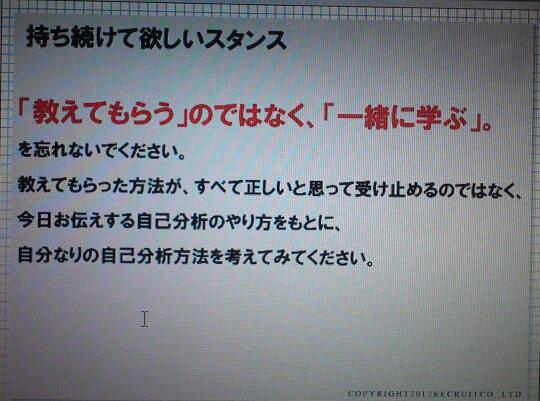 持ち続けて欲しいスタンス
「教えてもらう」のではなく、「一緒に学ぶ」。
を忘れないでください。
教えてもらった方法が、すべて正しいと思って受け止めるのではなく、
今日お伝えする自己分析のやり方をもとに、
自分なりの自己分析方法を考えてみてください。
COPYRIGHT2012RECRUITCO.,LTD